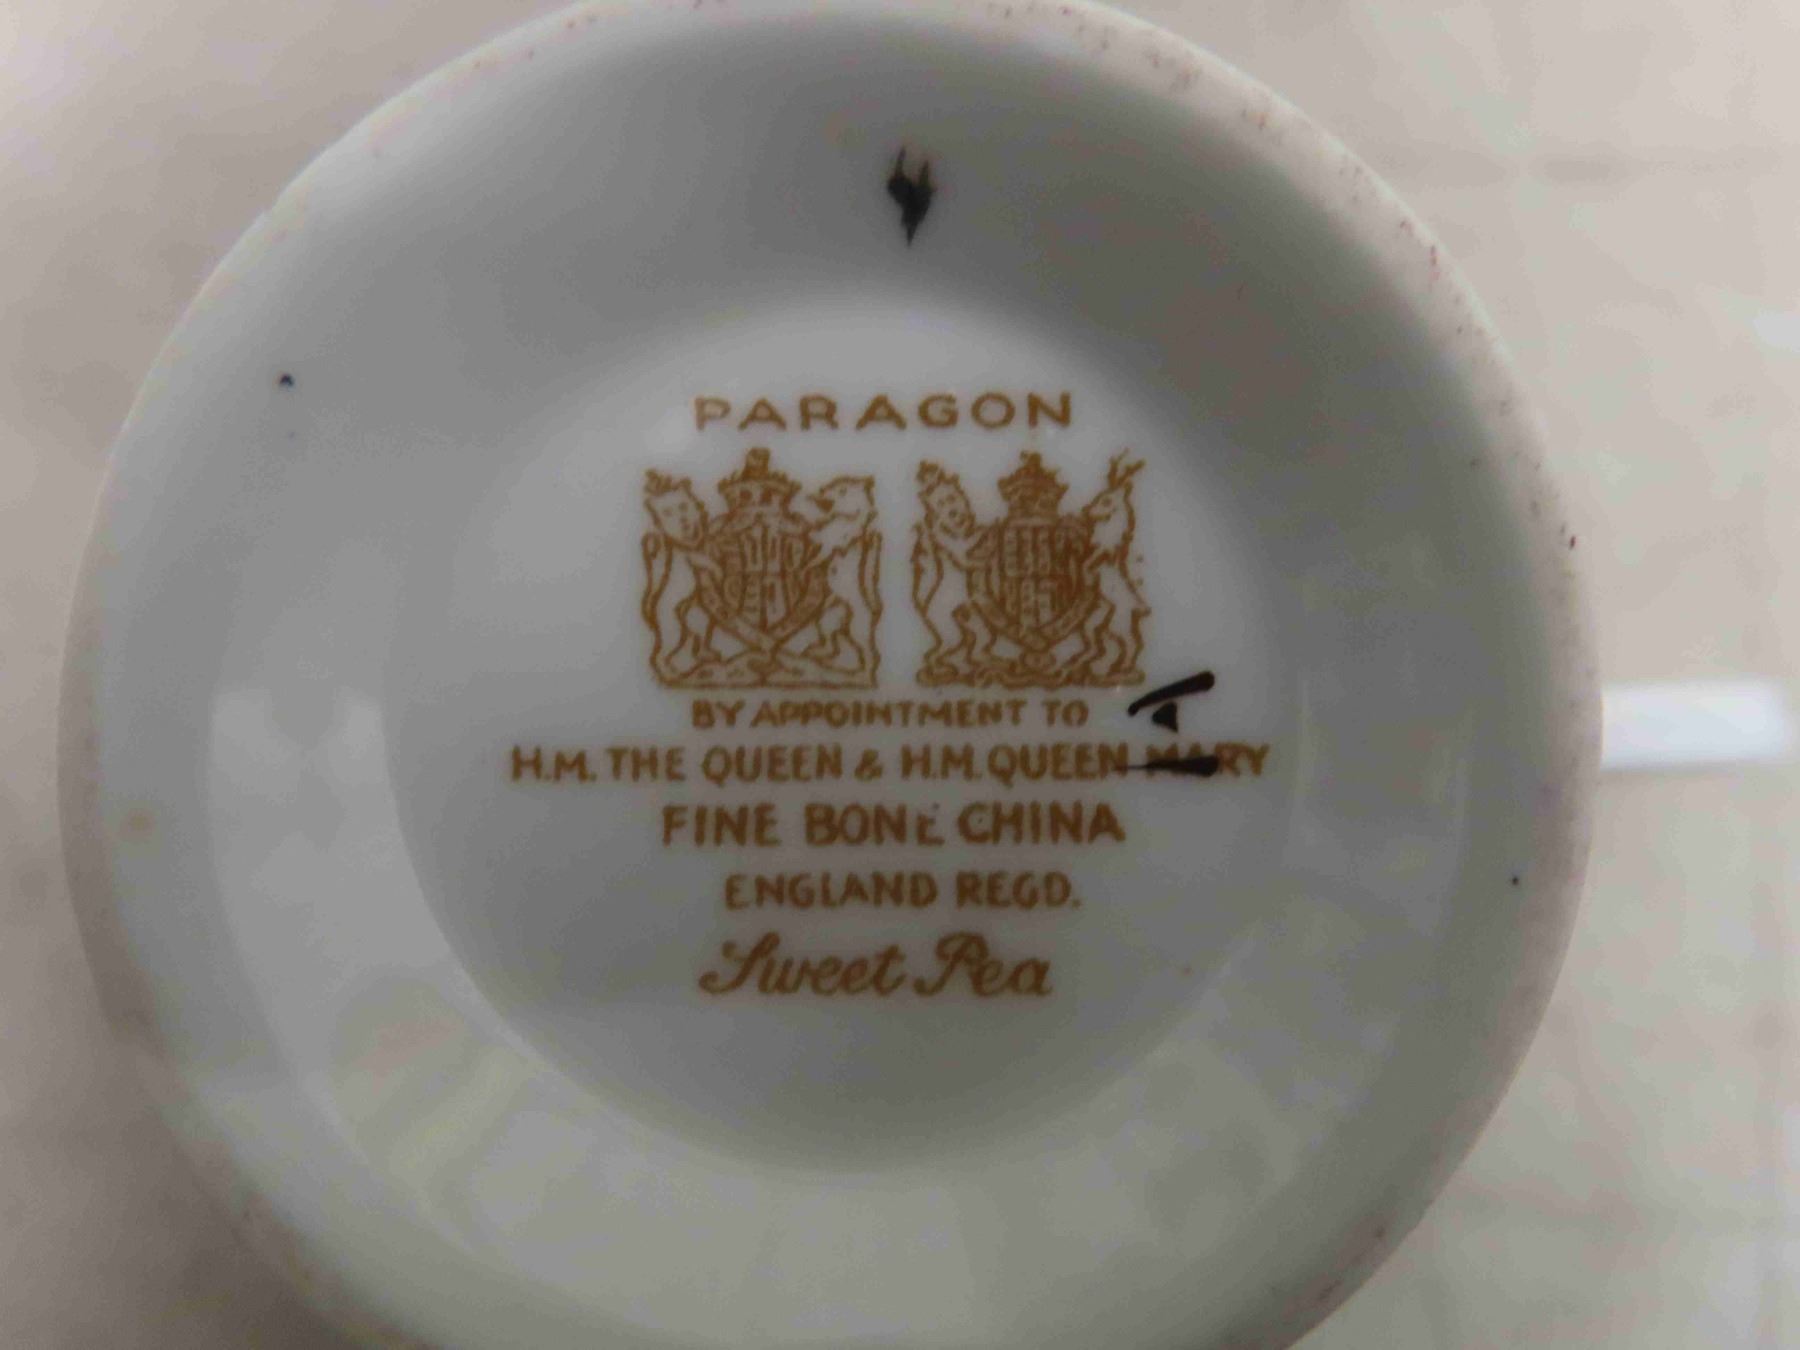 PARAGON
BY APPOINTMENT TO
H.M. THE QUEEN & H.M. QUEEN MARY
FINE BONE CHINA
ENGLAND REGD.
Sweet Pea